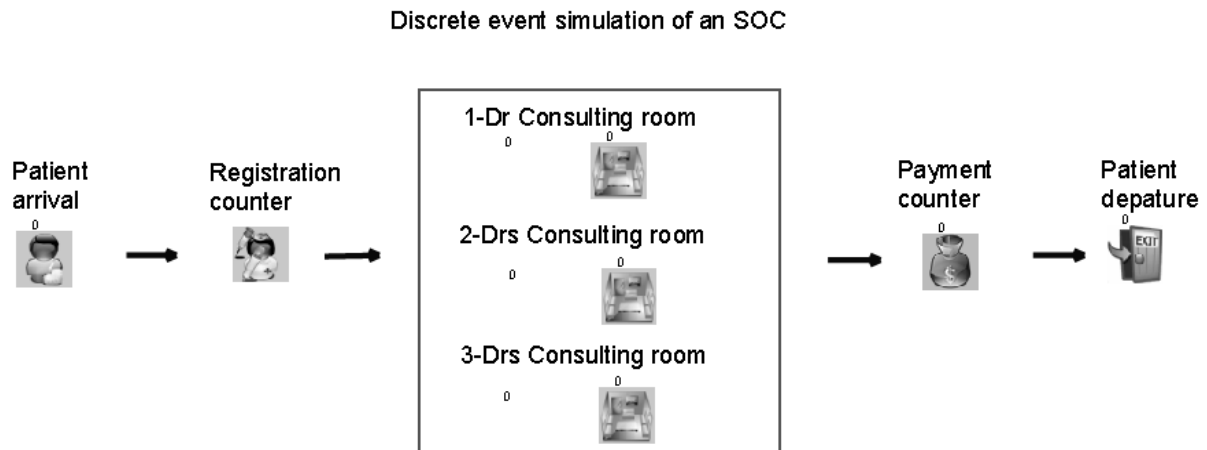 Discrete event simulation of an SOC
Patient
arrival
0
Registration
counter
1-Dr Consulting room
0
0
2-Drs Consulting room
0
0
3-Drs Consulting room
0
0
Payment
counter
0
$
Patient
depature
0
EXIT